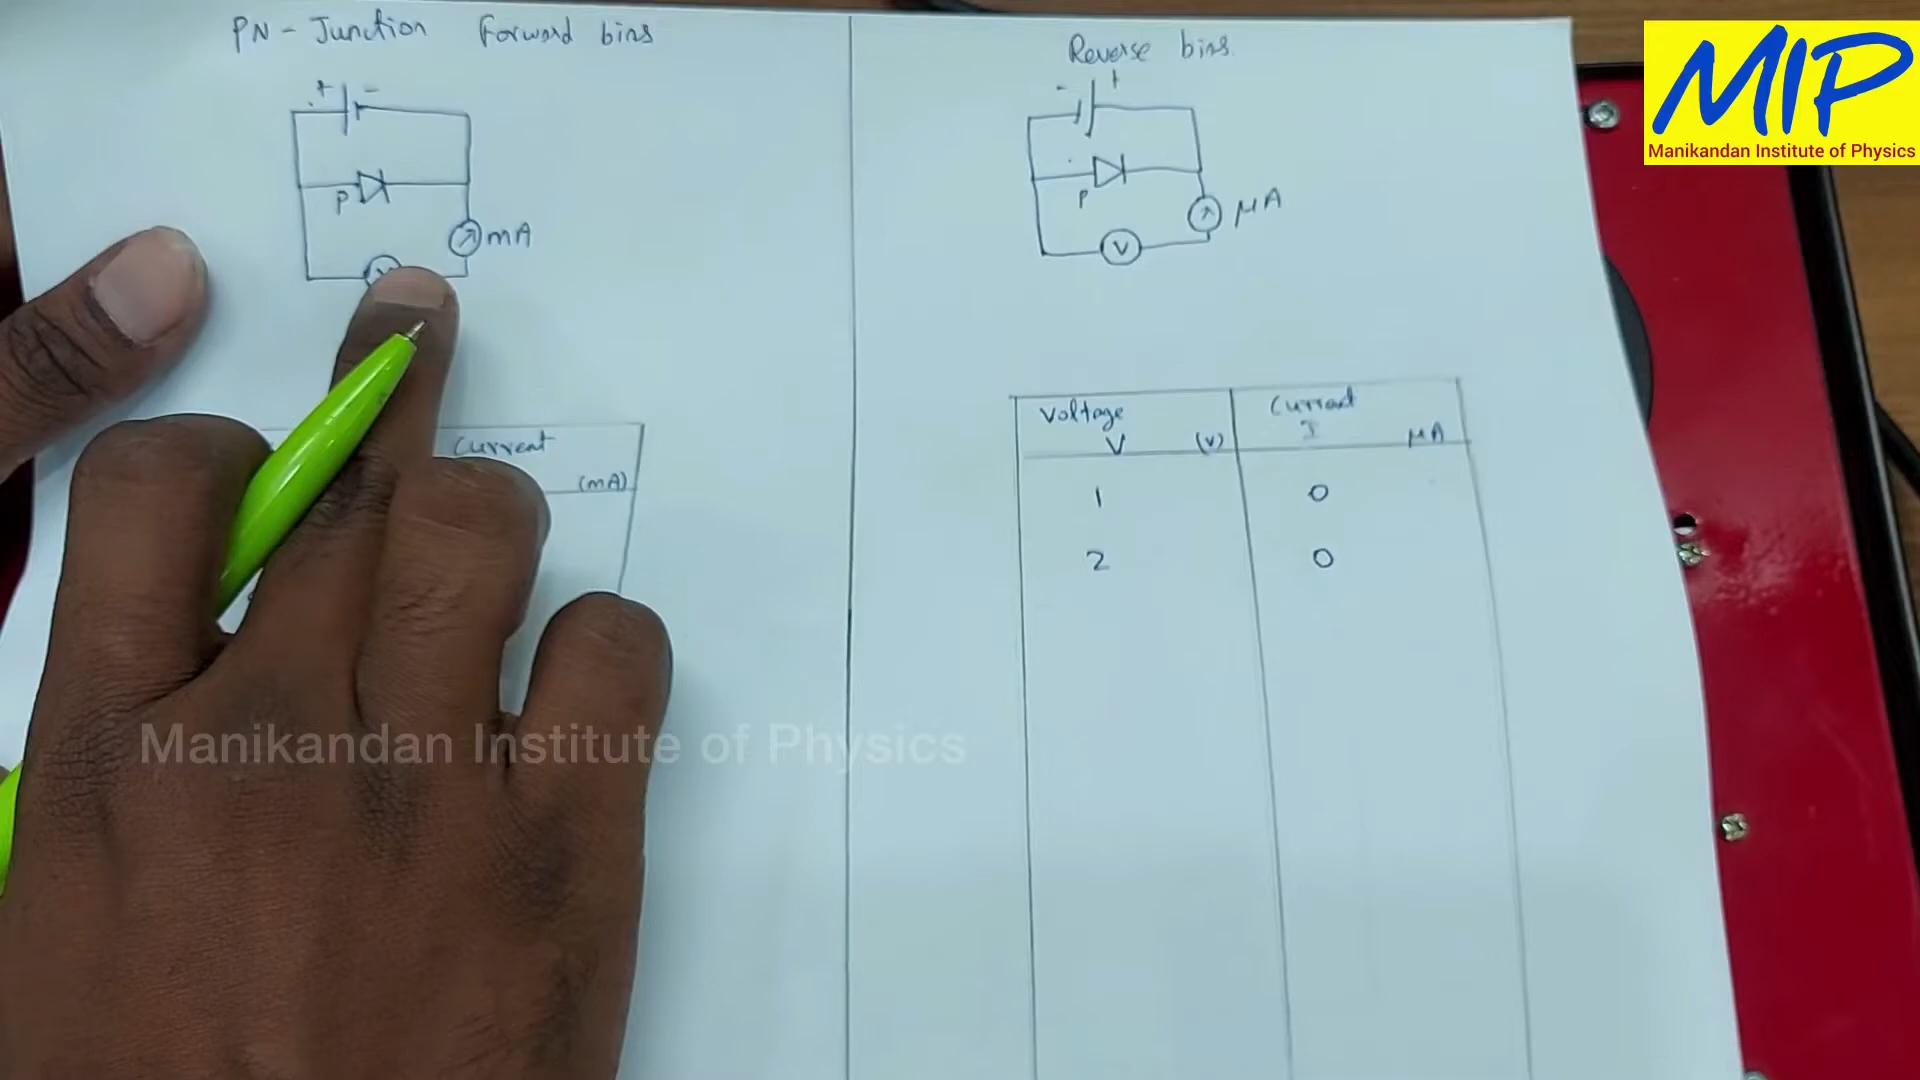 PN - Junction Forward bias
+ -
P
mA
V
Current
(mA)
Reverse bias
- +
P
μA
V
Voltage Current
V (V) I μA
1 0
2 0
MIP
Manikandan Institute of Physics
Manikandan Institute of Physics